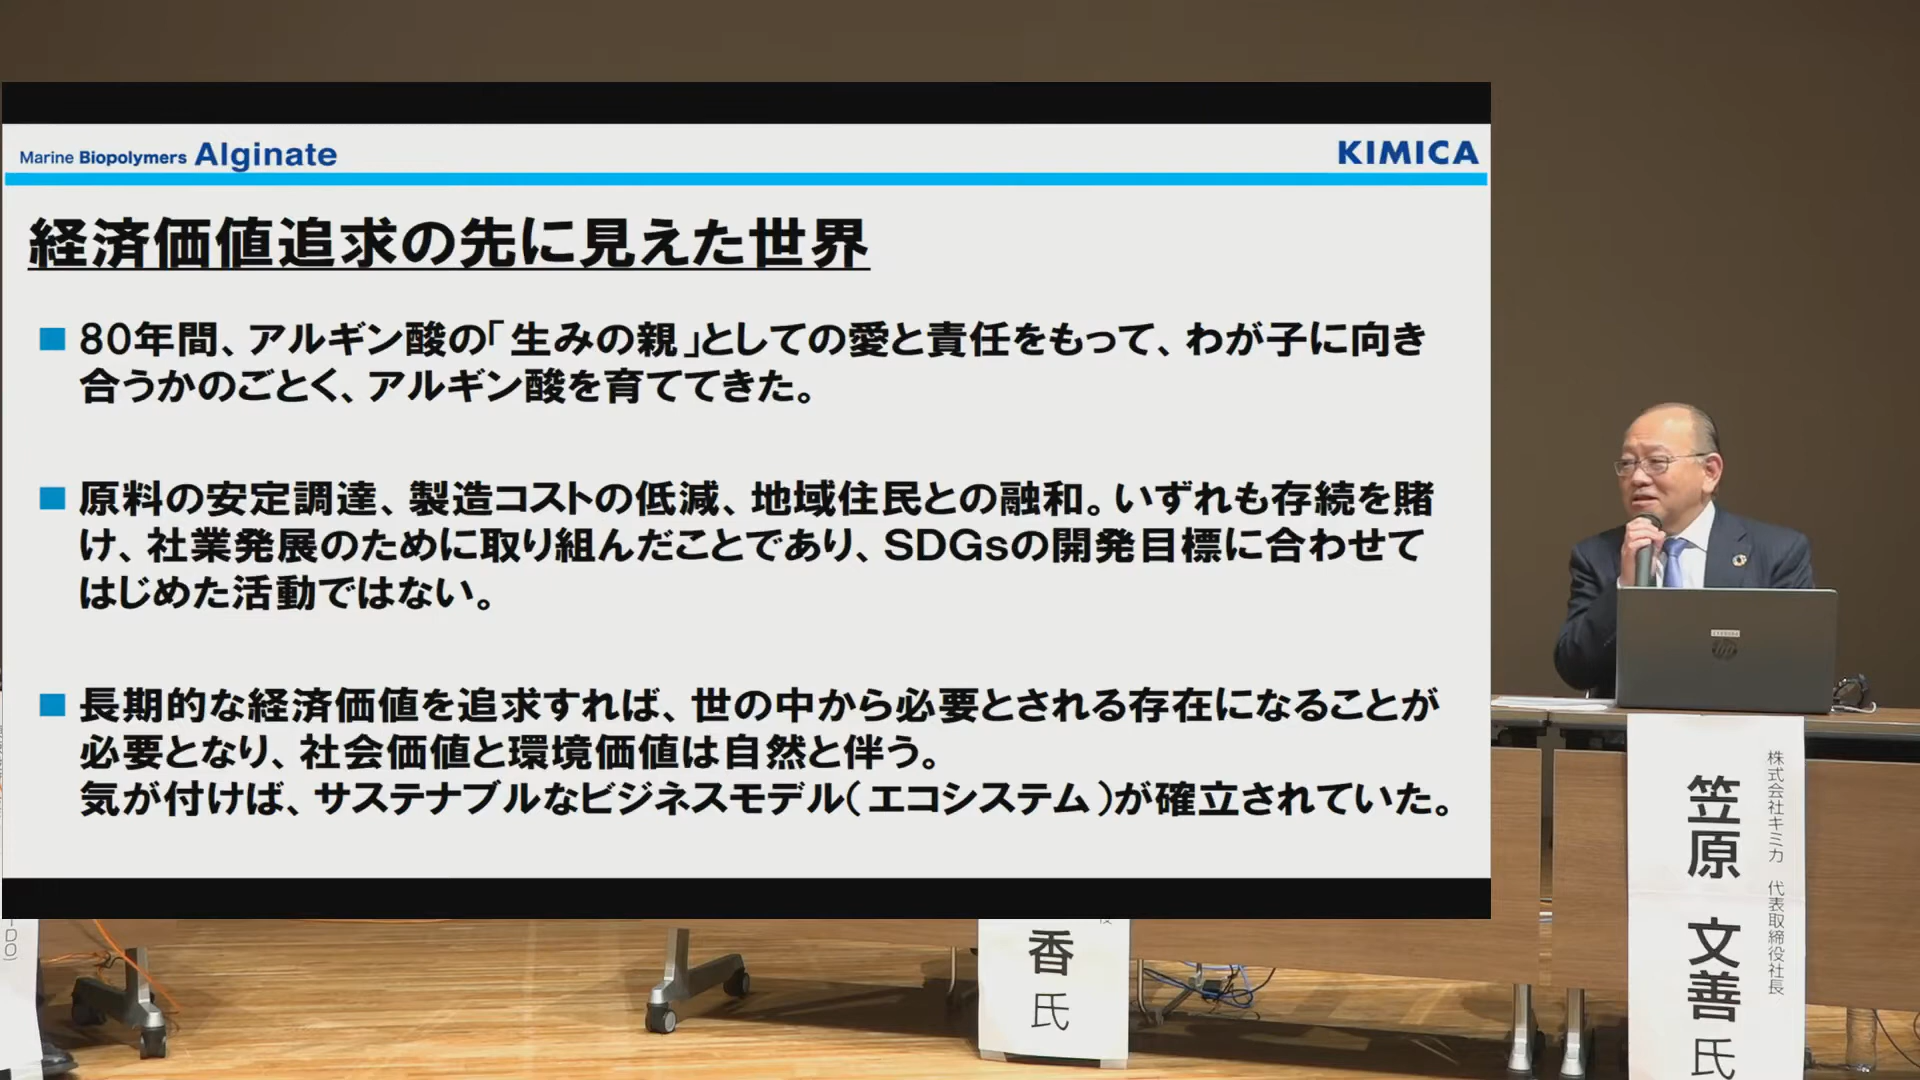 Marine Biopolymers Alginate
KIMICA
経済価値追求の先に見えた世界
80年間、アルギン酸の「生みの親」としての愛と責任をもって、わが子に向き
合うかのごとく、アルギン酸を育ててきた。
原料の安定調達、製造コストの低減、地域住民との融和。いずれも存続を賭
け、社業発展のために取り組んだことであり、SDGsの開発目標に合わせて
はじめた活動ではない。
長期的な経済価値を追求すれば、世の中から必要とされる存在になることが
必要となり、社会価値と環境価値は自然と伴う。
気が付けば、サステナブルなビジネスモデル(エコシステム)が確立されていた。
株式会社キミカ 代表取締役社長
笠原 文善 氏
香 氏
hp